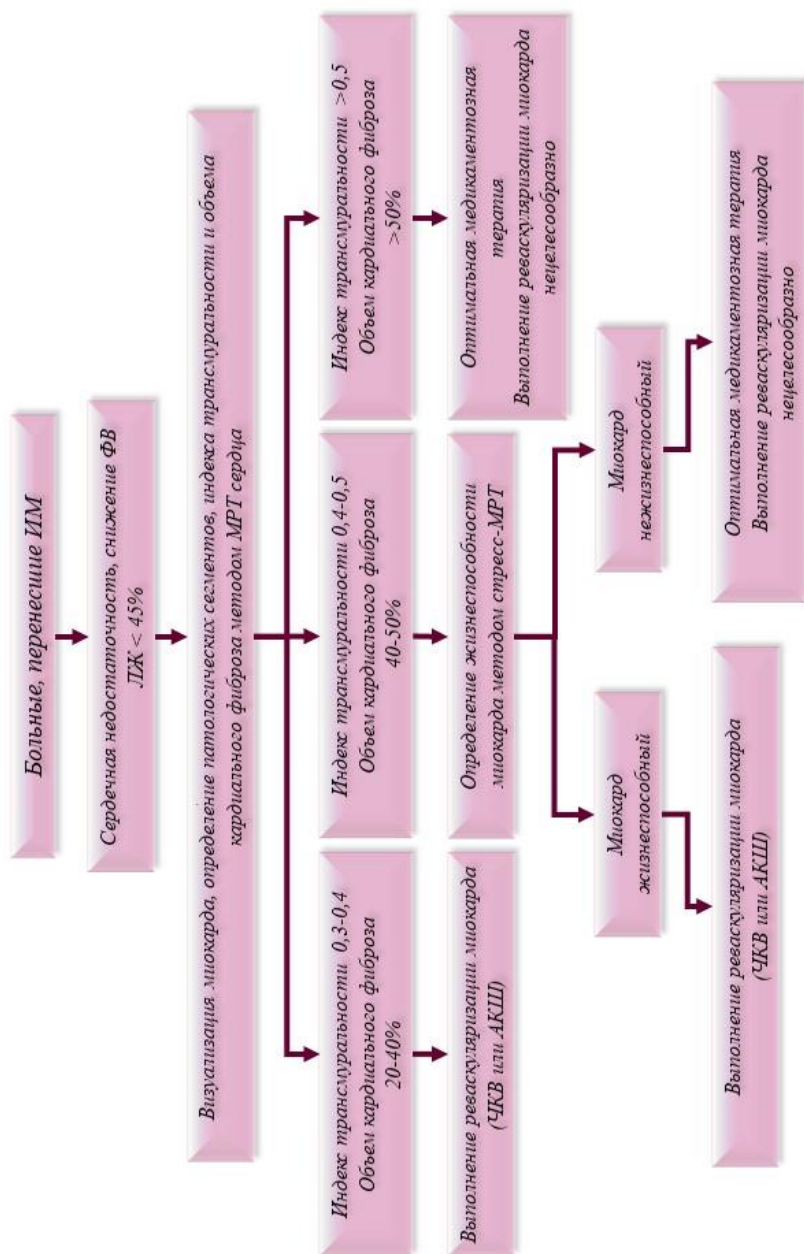 Больные, перенесшие ИМ
Сердечная недостаточность, снижение ФВ
ЛЖ < 45%
Визуализация миокарда, определение патологических сегментов, индекса трансмуральности и объема
кардиального фиброза методом МРТ сердца
Индекс трансмуральности 0,3-0,4
Объем кардиального фиброза
20-40%
Индекс трансмуральности 0,4-0,5
Объем кардиального фиброза
40-50%
Индекс трансмуральности >0,5
Объем кардиального фиброза
>50%
Выполнение реваскуляризации миокарда
(ЧКВ или АКШ)
Определение жизнеспособности
миокарда методом стресс-МРТ
Оптимальная медикаментозная
терапия
Выполнение реваскуляризации миокарда
нецелесообразно
Миокард
жизнеспособный
Миокард
нежизнеспособный
Выполнение реваскуляризации миокарда
(ЧКВ или АКШ)
Оптимальная медикаментозная терапия
Выполнение реваскуляризации миокарда
нецелесообразно